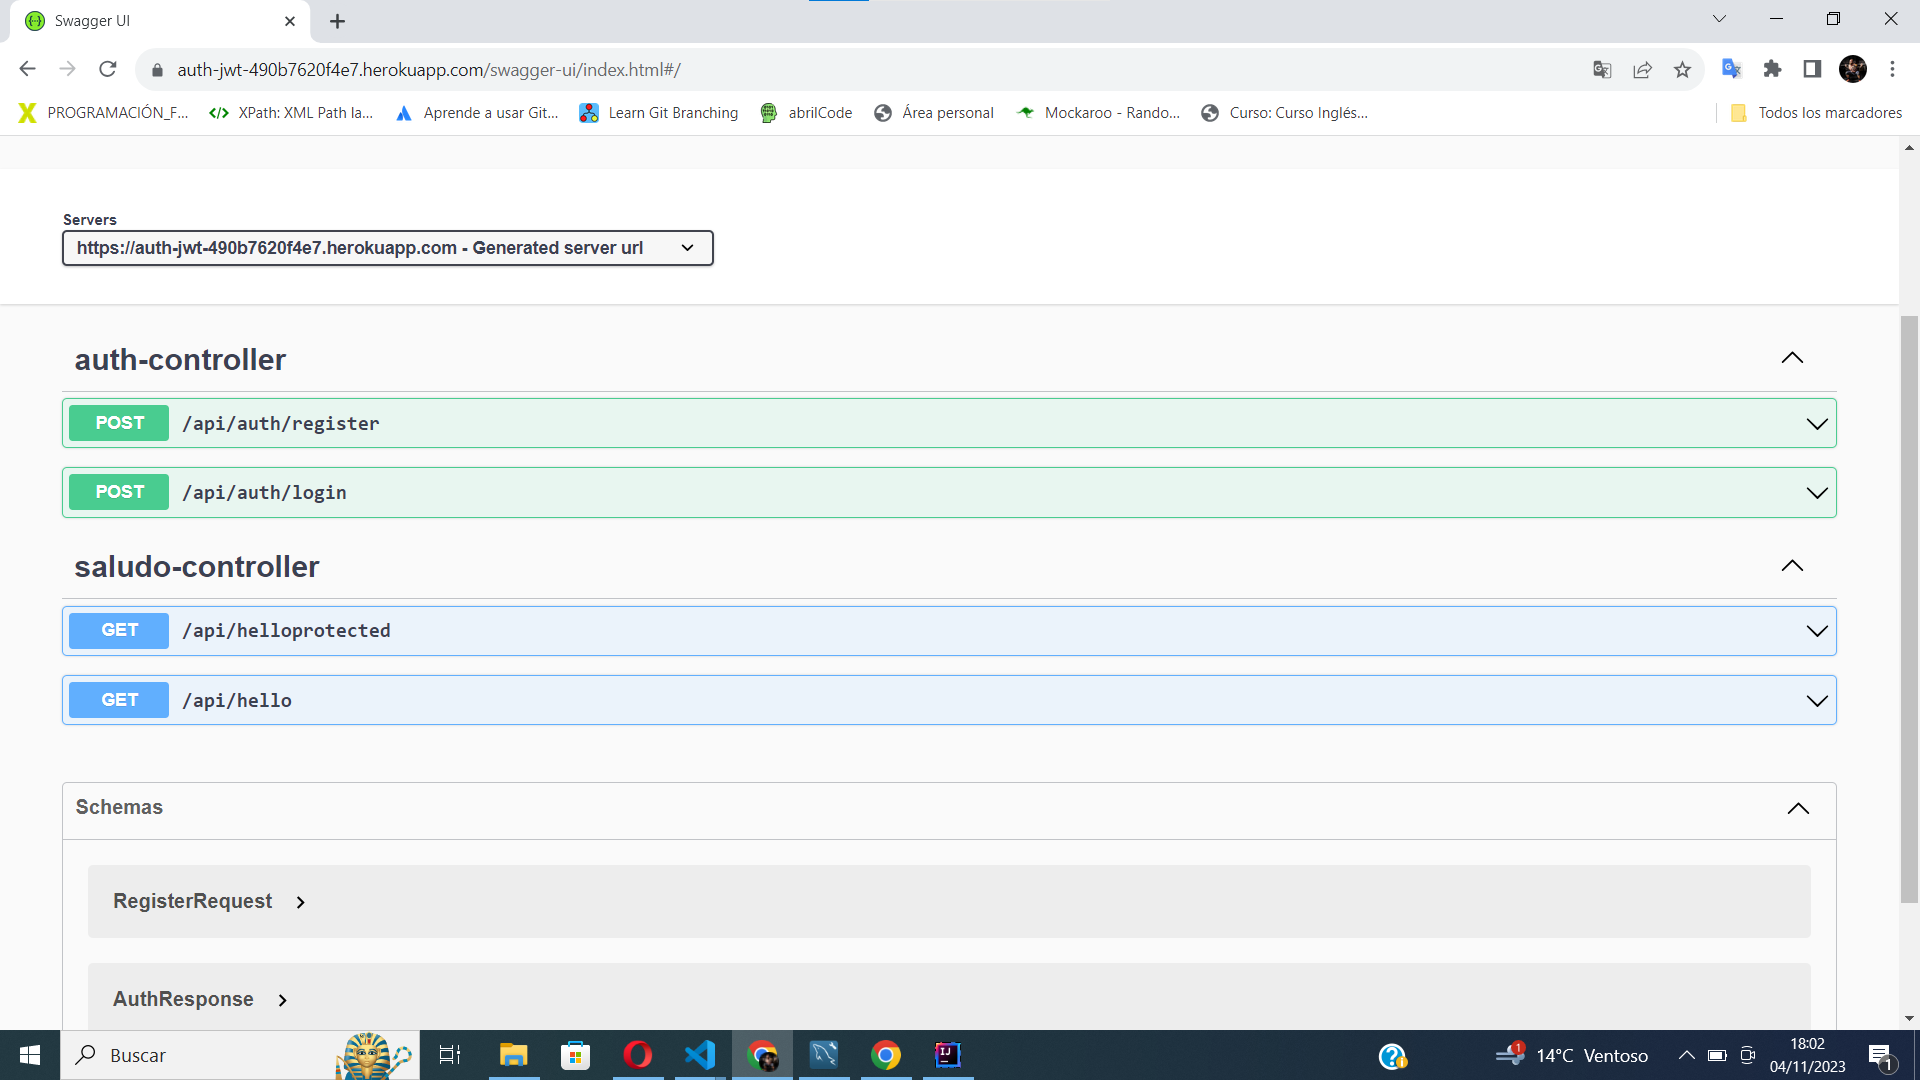 Swagger UI
auth-jwt-490b7620f4e7.herokuapp.com/swagger-ui/index.html#/
PROGRAMACIÓN_F... XPath: XML Path la... Aprende a usar Git... Learn Git Branching abrilCode Área personal Mockaroo - Rando... Curso: Curso Inglés... Todos los marcadores
Servers
https://auth-jwt-490b7620f4e7.herokuapp.com - Generated server url
auth-controller
POST /api/auth/register
POST /api/auth/login
saludo-controller
GET /api/helloprotected
GET /api/hello
Schemas
RegisterRequest
AuthResponse
Buscar
1 14°C Ventoso
18:02
04/11/2023
1